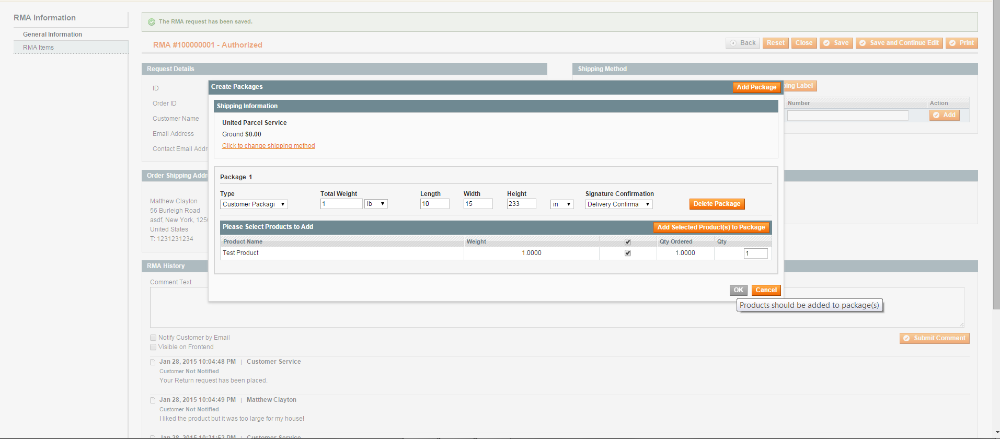 RMA Information
General Information
RMA Items
The RMA request has been saved.
RMA #100000001 - Authorized
Back Reset Close Save Save and Continue Edit Print
Request Details
Shipping Method
Create Packages
Add Package
ing Label
ID
Order ID
Customer Name
Email Address
Contact Email Addr
Number Action
Add
Shipping Information
United Parcel Service
Ground $0.00
Click to change shipping method
Package 1
Type Total Weight Length Width Height Signature Confirmation
Customer Packagi 1 lb 10 15 233 in Delivery Confirma Delete Package
Order Shipping Addre
Matthew Clayton
56 Burleigh Road
asdf, New York, 125
United States
T: 1231231234
Please Select Products to Add
Add Selected Product(s) to Package
Product Name Weight Qty Ordered Qty
Test Product 1.0000 1.0000 1
OK Cancel
Products should be added to package(s)
RMA History
Comment Text
Notify Customer by Email
Visible on Frontend
Submit Comment
Jan 28, 2015 10:04:48 PM | Customer Service
Customer Not Notified
Your Return request has been placed.
Jan 28, 2015 10:04:49 PM | Matthew Clayton
Customer Not Notified
I liked the product but it was too large for my house!